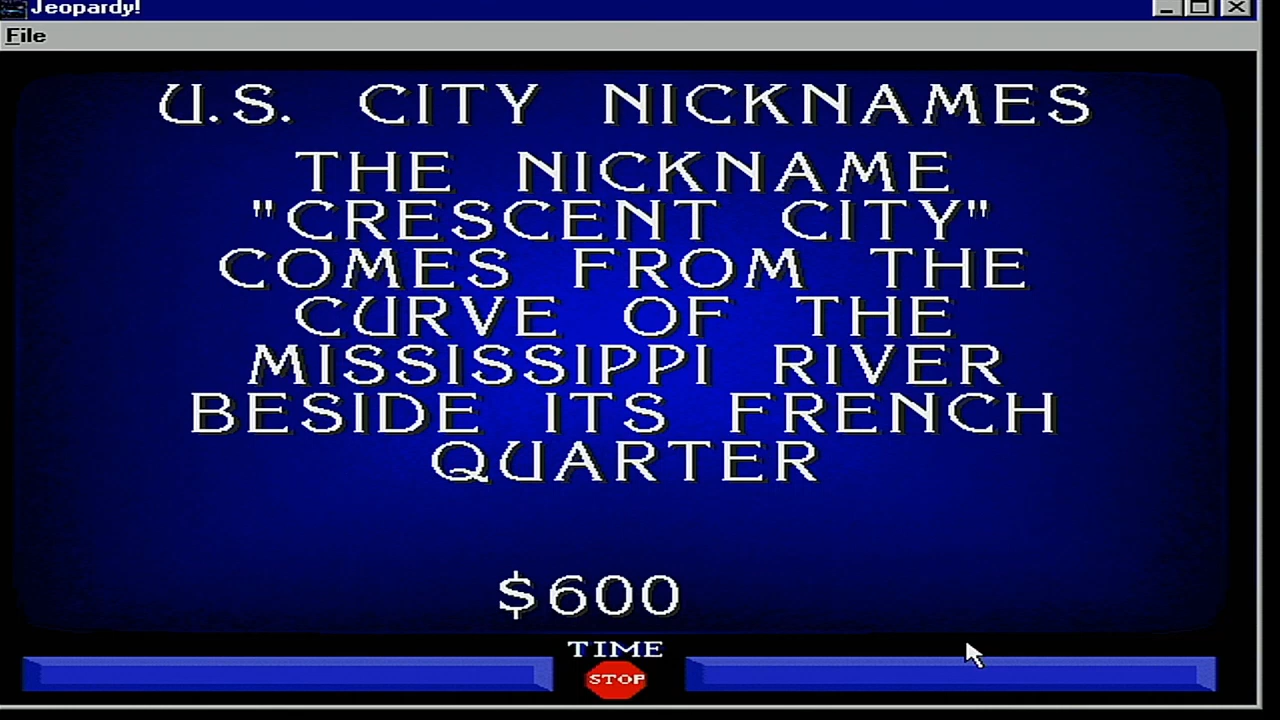 Jeopardy!
File
U.S. CITY NICKNAMES
THE NICKNAME
"CRESCENT CITY"
COMES FROM THE
CURVE OF THE
MISSISSIPPI RIVER
BESIDE ITS FRENCH
QUARTER
$600
TIME
STOP